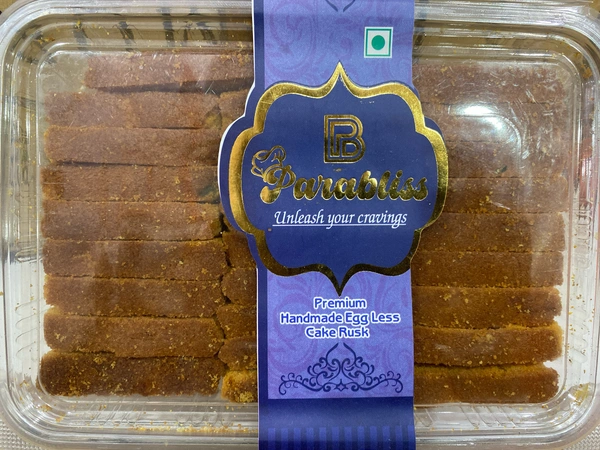 PB
Parabliss
Unleash your cravings
Premium
Handmade Egg Less
Cake Rusk